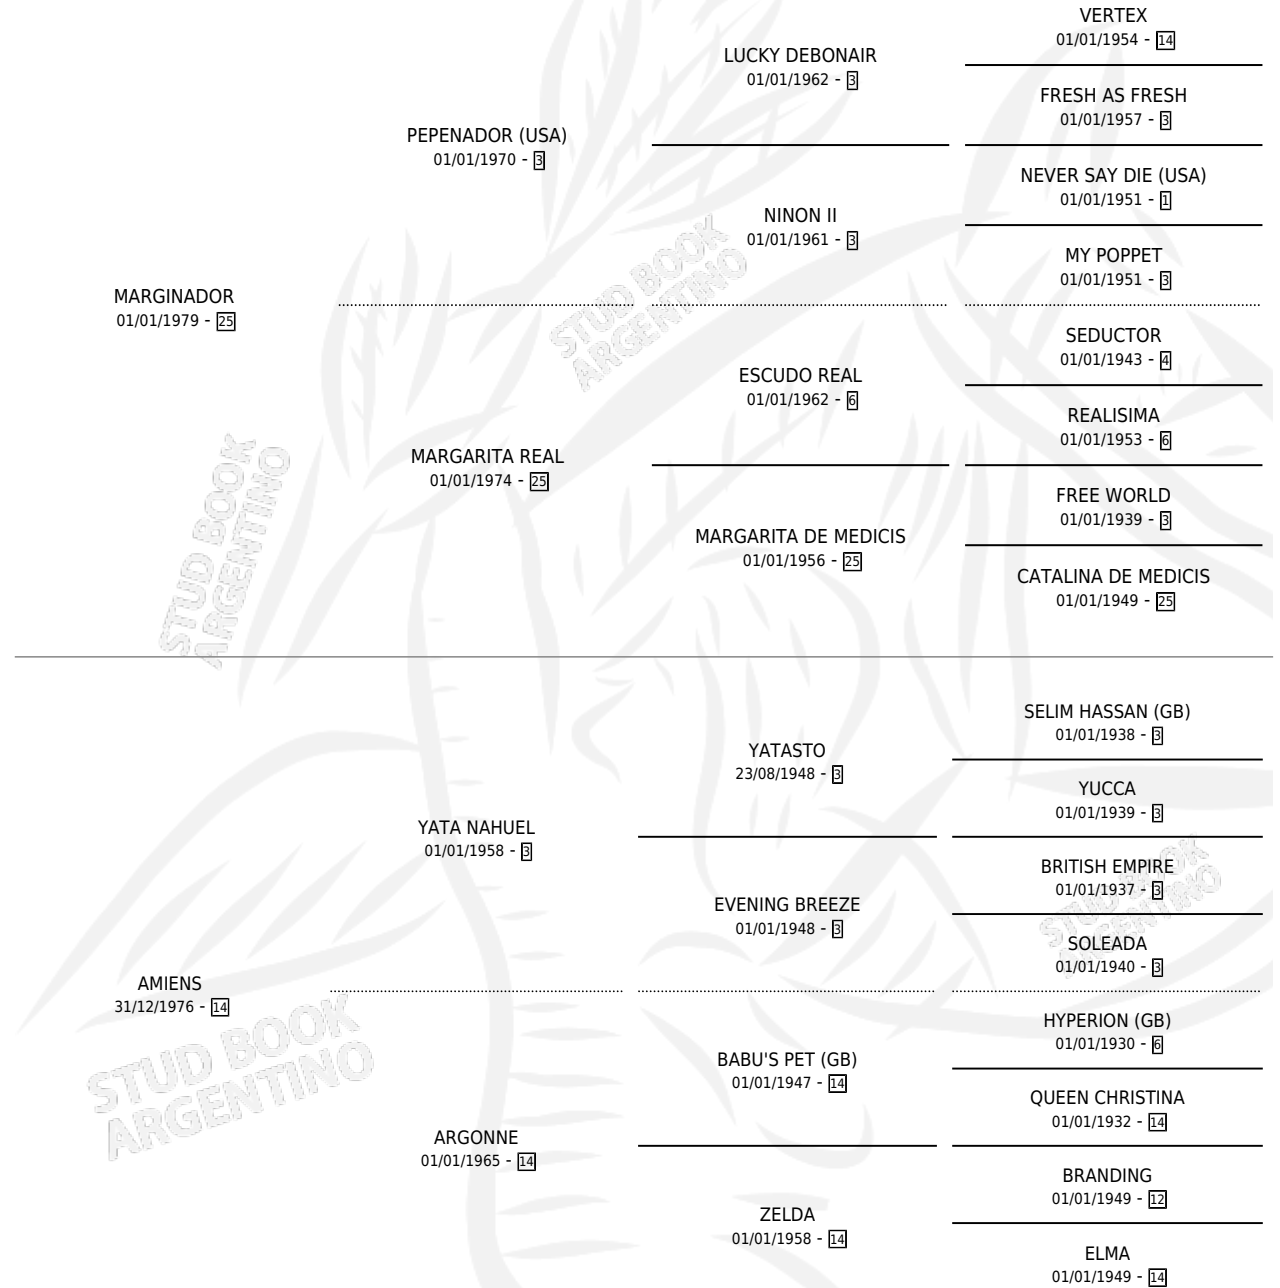 VERTEX
01/01/1954 - 14
LUCKY DEBONAIR
01/01/1962 - 3
FRESH AS FRESH
01/01/1957 - 3
PEPENADOR (USA)
01/01/1970 - 3
NEVER SAY DIE (USA)
01/01/1951 - 1
NINON II
01/01/1961 - 3
MY POPPET
01/01/1951 - 3
MARGINADOR
01/01/1979 - 25
STUD BOOK
ARGENTINO
SEDUCTOR
01/01/1943 - 4
ESCUDO REAL
01/01/1962 - 6
REALISIMA
01/01/1953 - 6
MARGARITA REAL
01/01/1974 - 25
FREE WORLD
01/01/1939 - 3
MARGARITA DE MEDICIS
01/01/1956 - 25
CATALINA DE MEDICIS
01/01/1949 - 25
STUD BOOK
ARGENTINO
SELIM HASSAN (GB)
01/01/1938 - 3
YATASTO
23/08/1948 - 3
YUCCA
01/01/1939 - 3
YATA NAHUEL
01/01/1958 - 3
BRITISH EMPIRE
01/01/1937 - 3
EVENING BREEZE
01/01/1948 - 3
SOLEADA
01/01/1940 - 3
STUD BOOK
ARGENTINO
AMIENS
31/12/1976 - 14
HYPERION (GB)
01/01/1930 - 6
BABU'S PET (GB)
01/01/1947 - 14
QUEEN CHRISTINA
01/01/1932 - 14
STUD BOOK
ARGENTINO
ARGONNE
01/01/1965 - 14
BRANDING
01/01/1949 - 12
ZELDA
01/01/1958 - 14
ELMA
01/01/1949 - 14